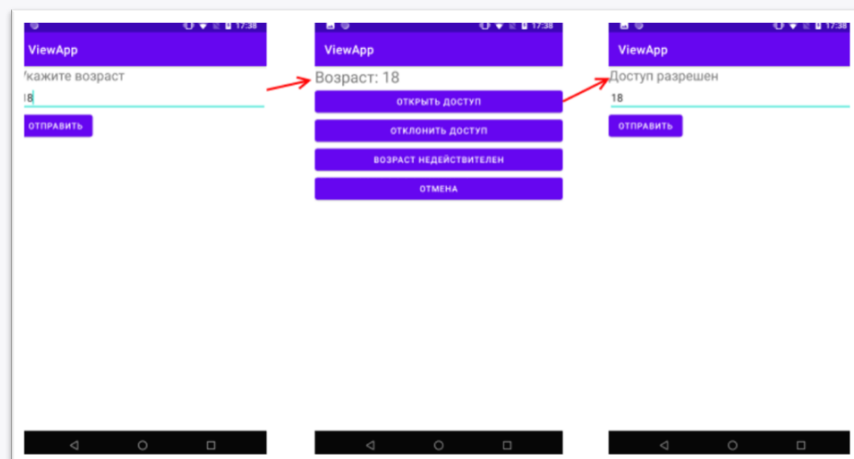 17:38
ViewApp
Укажите возраст
18
ОТПРАВИТЬ
17:38
ViewApp
Возраст: 18
ОТКРЫТЬ ДОСТУП
ОТКЛОНИТЬ ДОСТУП
ВОЗРАСТ НЕДЕЙСТВИТЕЛЕН
ОТМЕНА
17:38
ViewApp
Доступ разрешен
18
ОТПРАВИТЬ